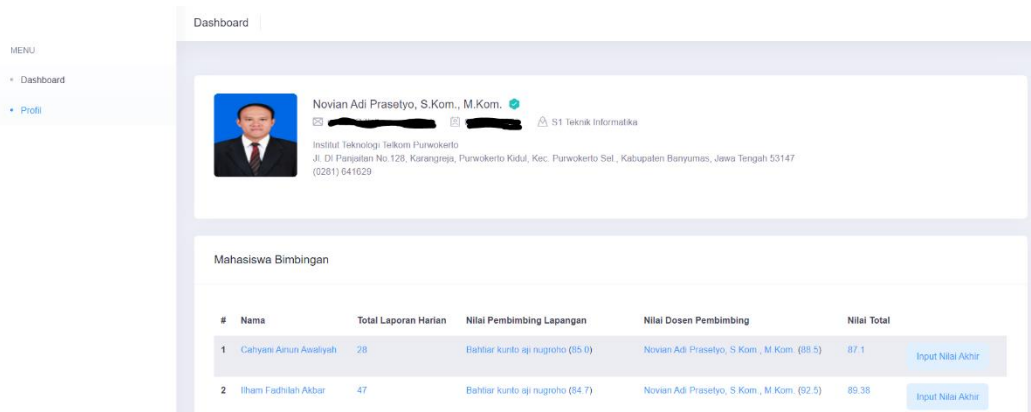 Dashboard
MENU
Dashboard
Profil
Novian Adi Prasetyo, S.Kom., M.Kom.
S1 Teknik Informatika
Institut Teknologi Telkom Purwokerto
Jl. DI Panjaitan No.128, Karangreja, Purwokerto Kidul, Kec. Purwokerto Sel., Kabupaten Banyumas, Jawa Tengah 53147
(0281) 641629
Mahasiswa Bimbingan
# Nama Total Laporan Harian Nilai Pembimbing Lapangan Nilai Dosen Pembimbing Nilai Total
1 Cahyani Ainun Awaliyah 28 Bahtiar kunto aji nugroho (85.0) Novian Adi Prasetyo, S.Kom., M.Kom. (88.5) 87.1 Input Nilai Akhir
2 Ilham Fadhilah Akbar 47 Bahtiar kunto aji nugroho (84.7) Novian Adi Prasetyo, S.Kom., M.Kom. (92.5) 89.38 Input Nilai Akhir